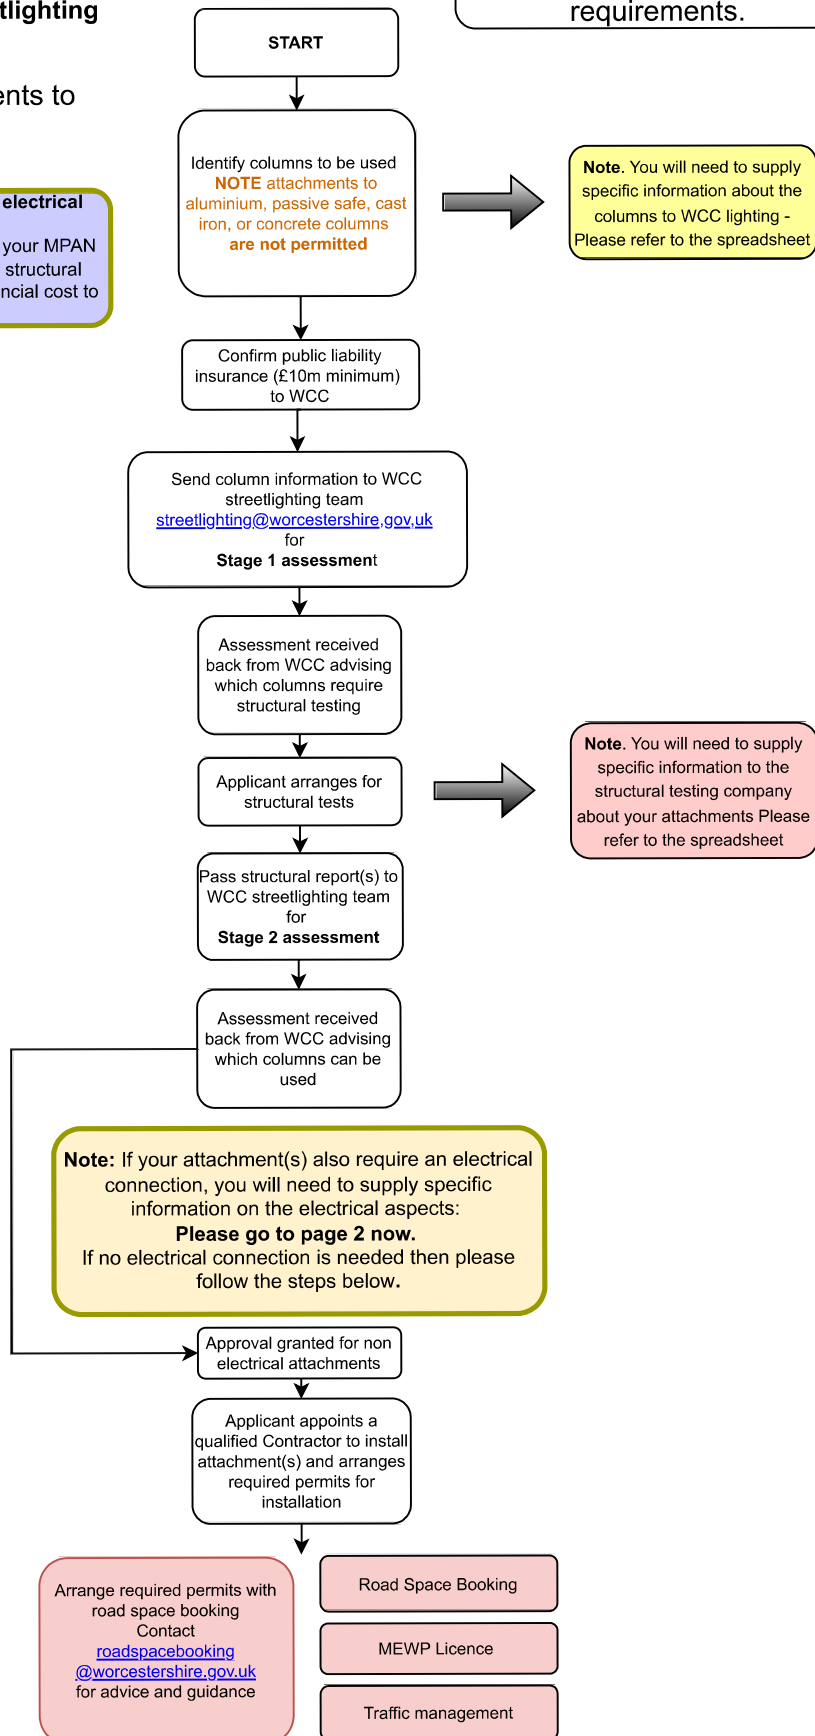 tlighting
requirements.
START
ents to
Identify columns to be used
NOTE attachments to
aluminium, passive safe, cast
iron, or concrete columns
are not permitted
Note. You will need to supply
specific information about the
columns to WCC lighting -
Please refer to the spreadsheet
electrical
your MPAN
structural
ncial cost to
Confirm public liability
insurance (£10m minimum)
to WCC
Send column information to WCC
streetlighting team
streetlighting@worcestershire,gov,uk
for
Stage 1 assessment
Assessment received
back from WCC advising
which columns require
structural testing
Applicant arranges for
structural tests
Note. You will need to supply
specific information to the
structural testing company
about your attachments Please
refer to the spreadsheet
Pass structural report(s) to
WCC streetlighting team
for
Stage 2 assessment
Assessment received
back from WCC advising
which columns can be
used
Note: If your attachment(s) also require an electrical
connection, you will need to supply specific
information on the electrical aspects:
Please go to page 2 now.
If no electrical connection is needed then please
follow the steps below.
Approval granted for non
electrical attachments
Applicant appoints a
qualified Contractor to install
attachment(s) and arranges
required permits for
installation
Arrange required permits with
road space booking
Contact
roadspacebooking
@worcestershire.gov.uk
for advice and guidance
Road Space Booking
MEWP Licence
Traffic management